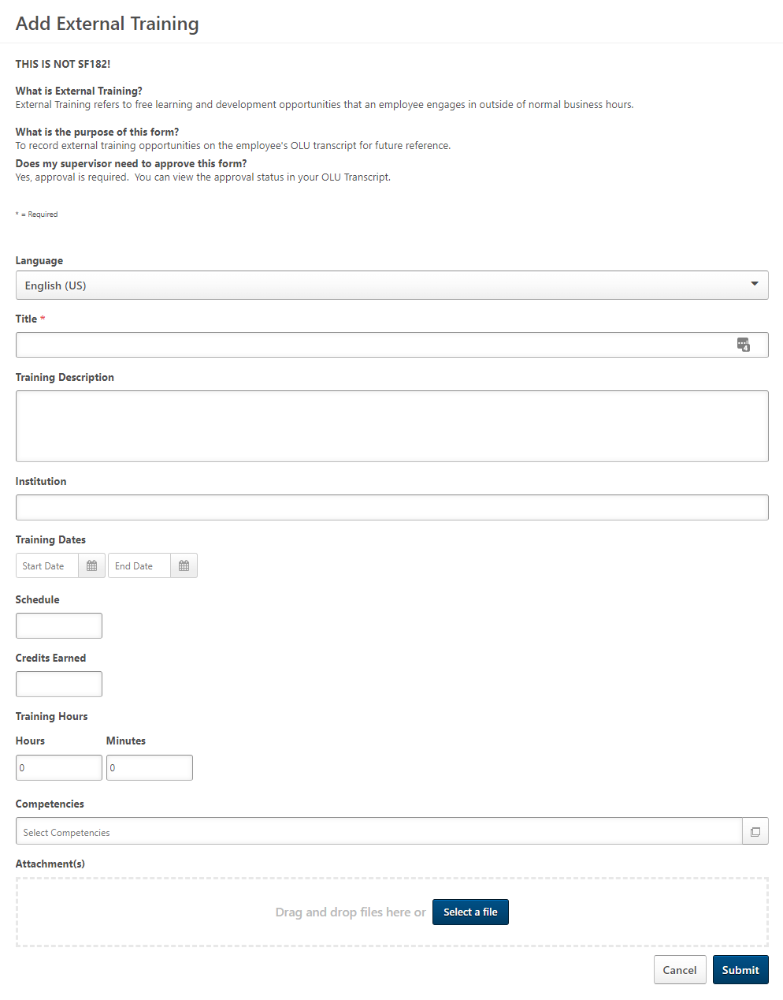 Add External Training
THIS IS NOT SF182!
What is External Training?
External Training refers to free learning and development opportunities that an employee engages in outside of normal business hours.
What is the purpose of this form?
To record external training opportunities on the employee's OLU transcript for future reference.
Does my supervisor need to approve this form?
Yes, approval is required.  You can view the approval status in your OLU Transcript.
* = Required
Language
English (US)
Title *
4
Training Description
Institution
Training Dates
Start Date End Date
Schedule
Credits Earned
Training Hours
Hours Minutes
0 0
Competencies
Select Competencies
Attachment(s)
Drag and drop files here or Select a file
Cancel Submit